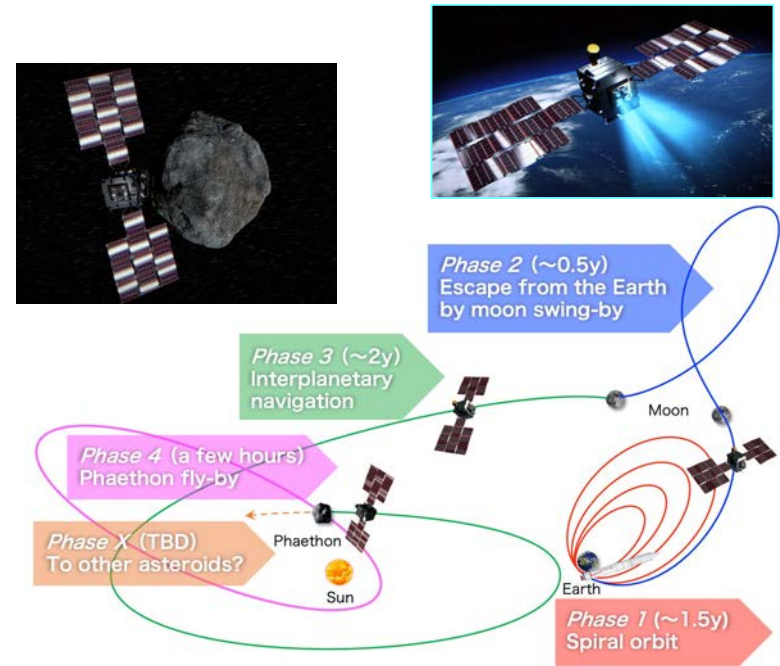 Phase 2 (〜0.5y)
Escape from the Earth
by moon swing-by
Phase 3 (〜2y)
Interplanetary
navigation
Moon
Phase 4 (a few hours)
Phaethon fly-by
Phase X (TBD)
To other asteroids?
Phaethon
Sun
Earth
Phase 1 (〜1.5y)
Spiral orbit